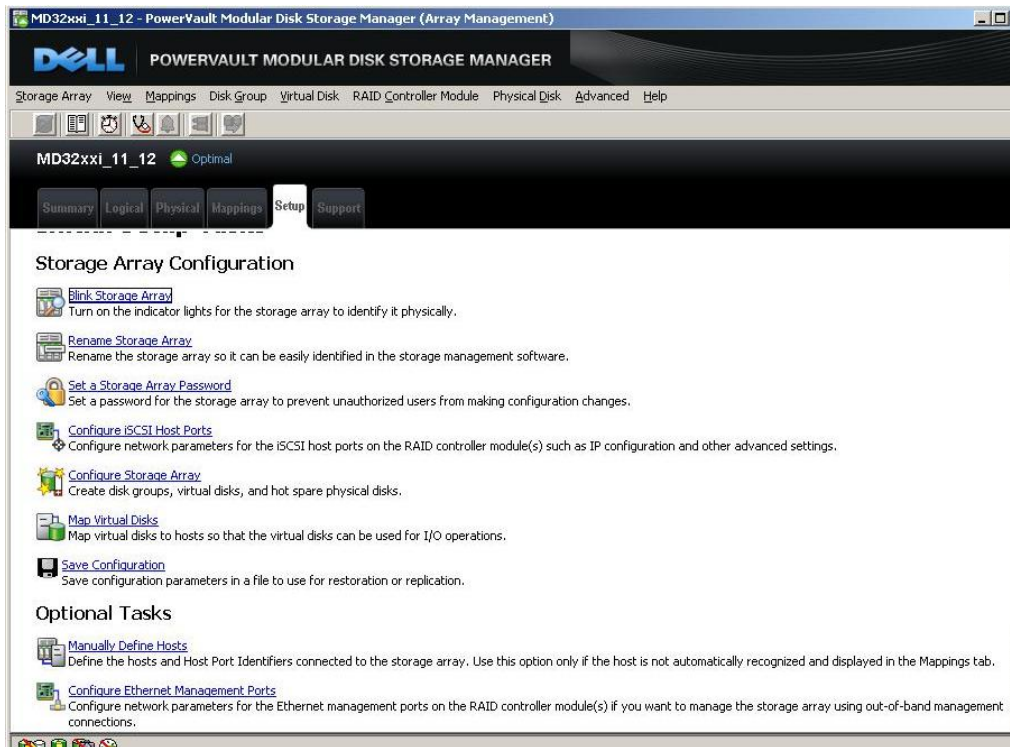 MD32xxi_11_12 - PowerVault Modular Disk Storage Manager (Array Management)
DELL POWERVAULT MODULAR DISK STORAGE MANAGER
Storage Array View Mappings Disk Group Virtual Disk RAID Controller Module Physical Disk Advanced Help
MD32xxi_11_12 Optimal
Summary Logical Physical Mappings Setup Support
Storage Array Configuration
Blink Storage Array
Turn on the indicator lights for the storage array to identify it physically.
Rename Storage Array
Rename the storage array so it can be easily identified in the storage management software.
Set a Storage Array Password
Set a password for the storage array to prevent unauthorized users from making configuration changes.
Configure iSCSI Host Ports
Configure network parameters for the iSCSI host ports on the RAID controller module(s) such as IP configuration and other advanced settings.
Configure Storage Array
Create disk groups, virtual disks, and hot spare physical disks.
Map Virtual Disks
Map virtual disks to hosts so that the virtual disks can be used for I/O operations.
Save Configuration
Save configuration parameters in a file to use for restoration or replication.
Optional Tasks
Manually Define Hosts
Define the hosts and Host Port Identifiers connected to the storage array. Use this option only if the host is not automatically recognized and displayed in the Mappings tab.
Configure Ethernet Management Ports
Configure network parameters for the Ethernet management ports on the RAID controller module(s) if you want to manage the storage array using out-of-band management
connections.